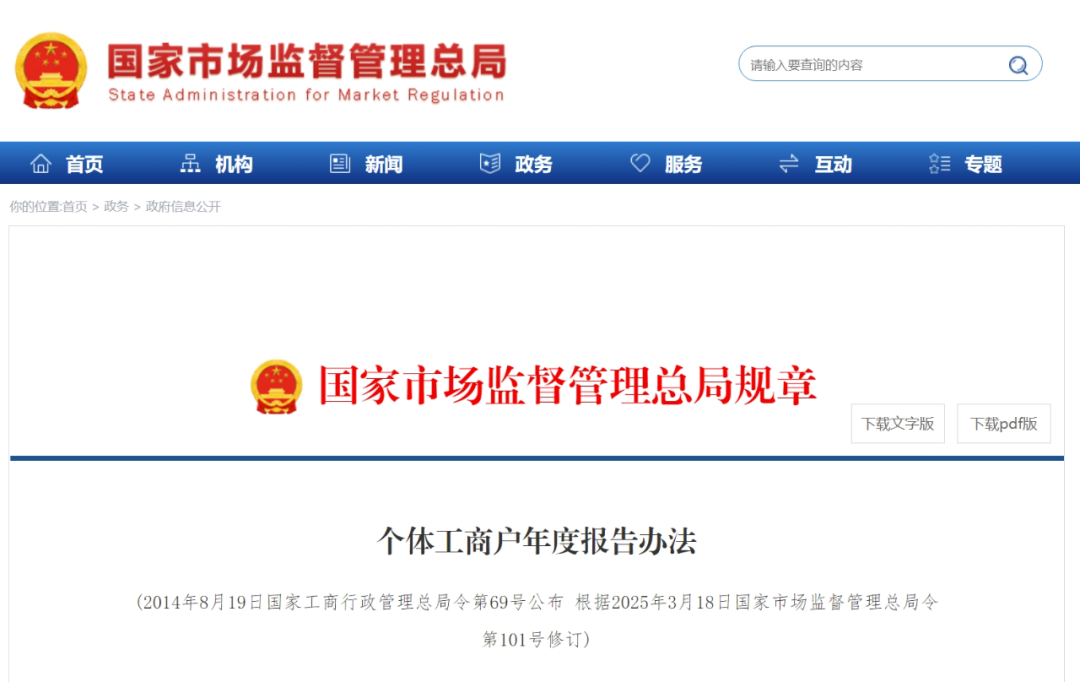 国家市场监督管理总局
State Administration for Market Regulation
请输入要查询的内容
首页 机构 新闻 政务 服务 互动 专题
你的位置:首页 > 政务 > 政府信息公开
国家市场监督管理总局规章
下载文字版 下载pdf版
个体工商户年度报告办法
(2014年8月19日国家工商行政管理总局令第69号公布 根据2025年3月18日国家市场监督管理总局令
第101号修订)